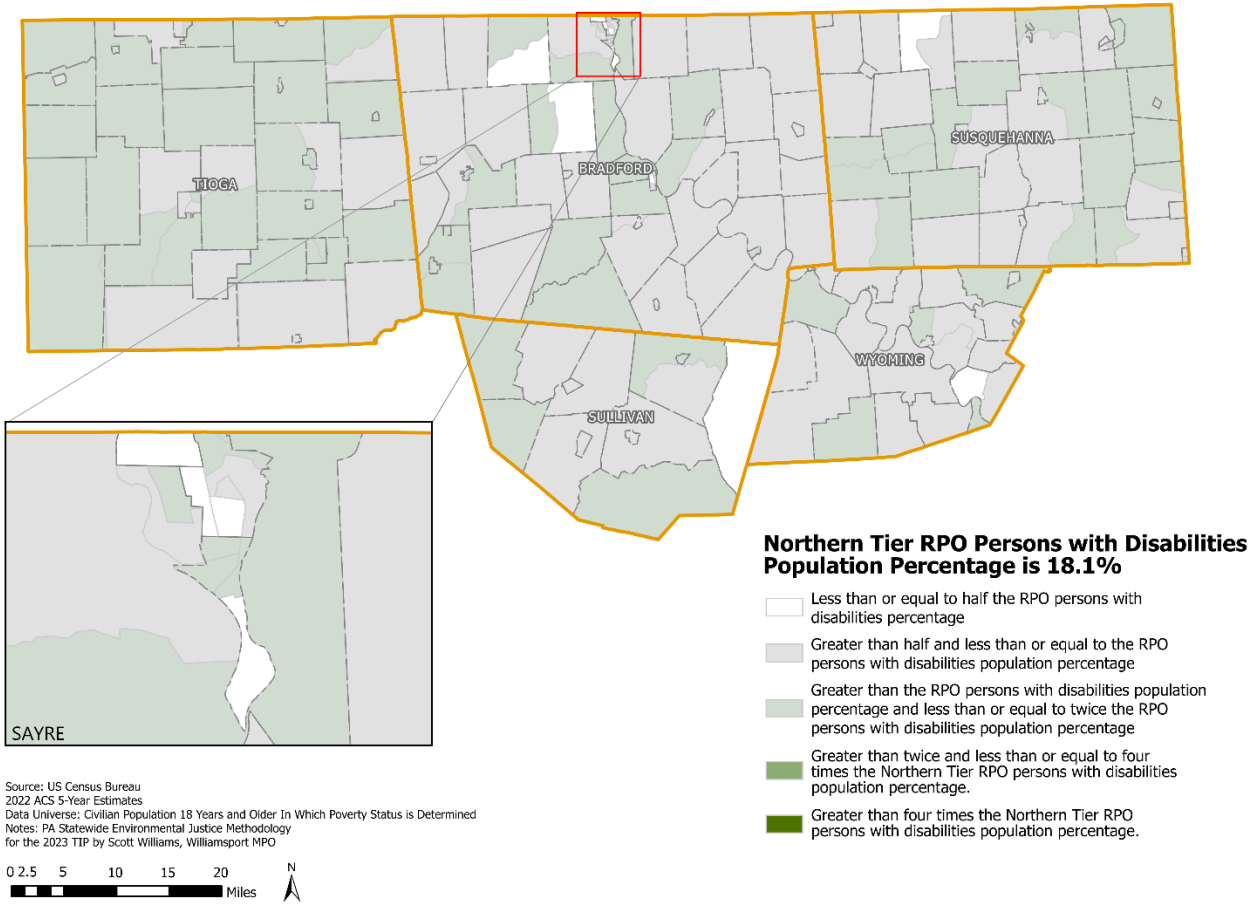 TIOGA
BRADFORD
SUSQUEHANNA
WYOMING
SULLIVAN
SAYRE
Northern Tier RPO Persons with Disabilities
Population Percentage is 18.1%
Less than or equal to half the RPO persons with
disabilities percentage
Greater than half and less than or equal to the RPO
persons with disabilities population percentage
Greater than the RPO persons with disabilities population
percentage and less than or equal to twice the RPO
persons with disabilities population percentage
Greater than twice and less than or equal to four
times the Northern Tier RPO persons with disabilities
population percentage.
Greater than four times the Northern Tier RPO
persons with disabilities population percentage.
Source: US Census Bureau
2022 ACS 5-Year Estimates
Data Universe: Civilian Population 18 Years and Older In Which Poverty Status is Determined
Notes: PA Statewide Environmental Justice Methodology
for the 2023 TIP by Scott Williams, Williamsport MPO
0 2.5 5 10 15 20
Miles
N